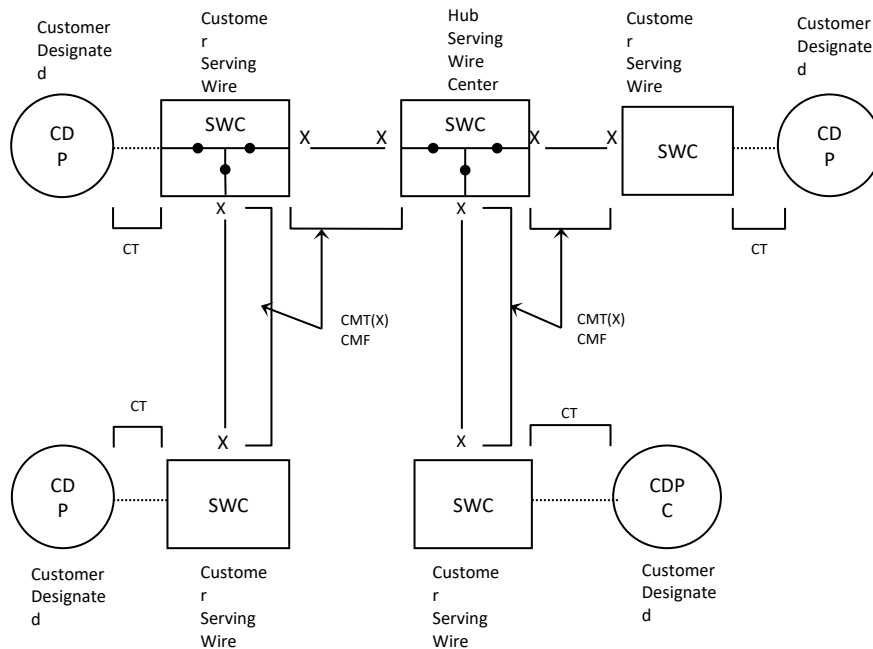 Customer
Designate
d
Custome
r
Serving
Wire
Hub
Serving
Wire
Center
Custome
r
Serving
Wire
Customer
Designate
d
CD
P
SWC
X
X
SWC
X
X
SWC
CD
P
X
X
CT
CT
CMT(X)
CMF
CMT(X)
CMF
CT
CT
X
X
CD
P
SWC
SWC
CDP
C
Customer
Designate
d
Custome
r
Serving
Wire
Custome
r
Serving
Wire
Customer
Designate
d